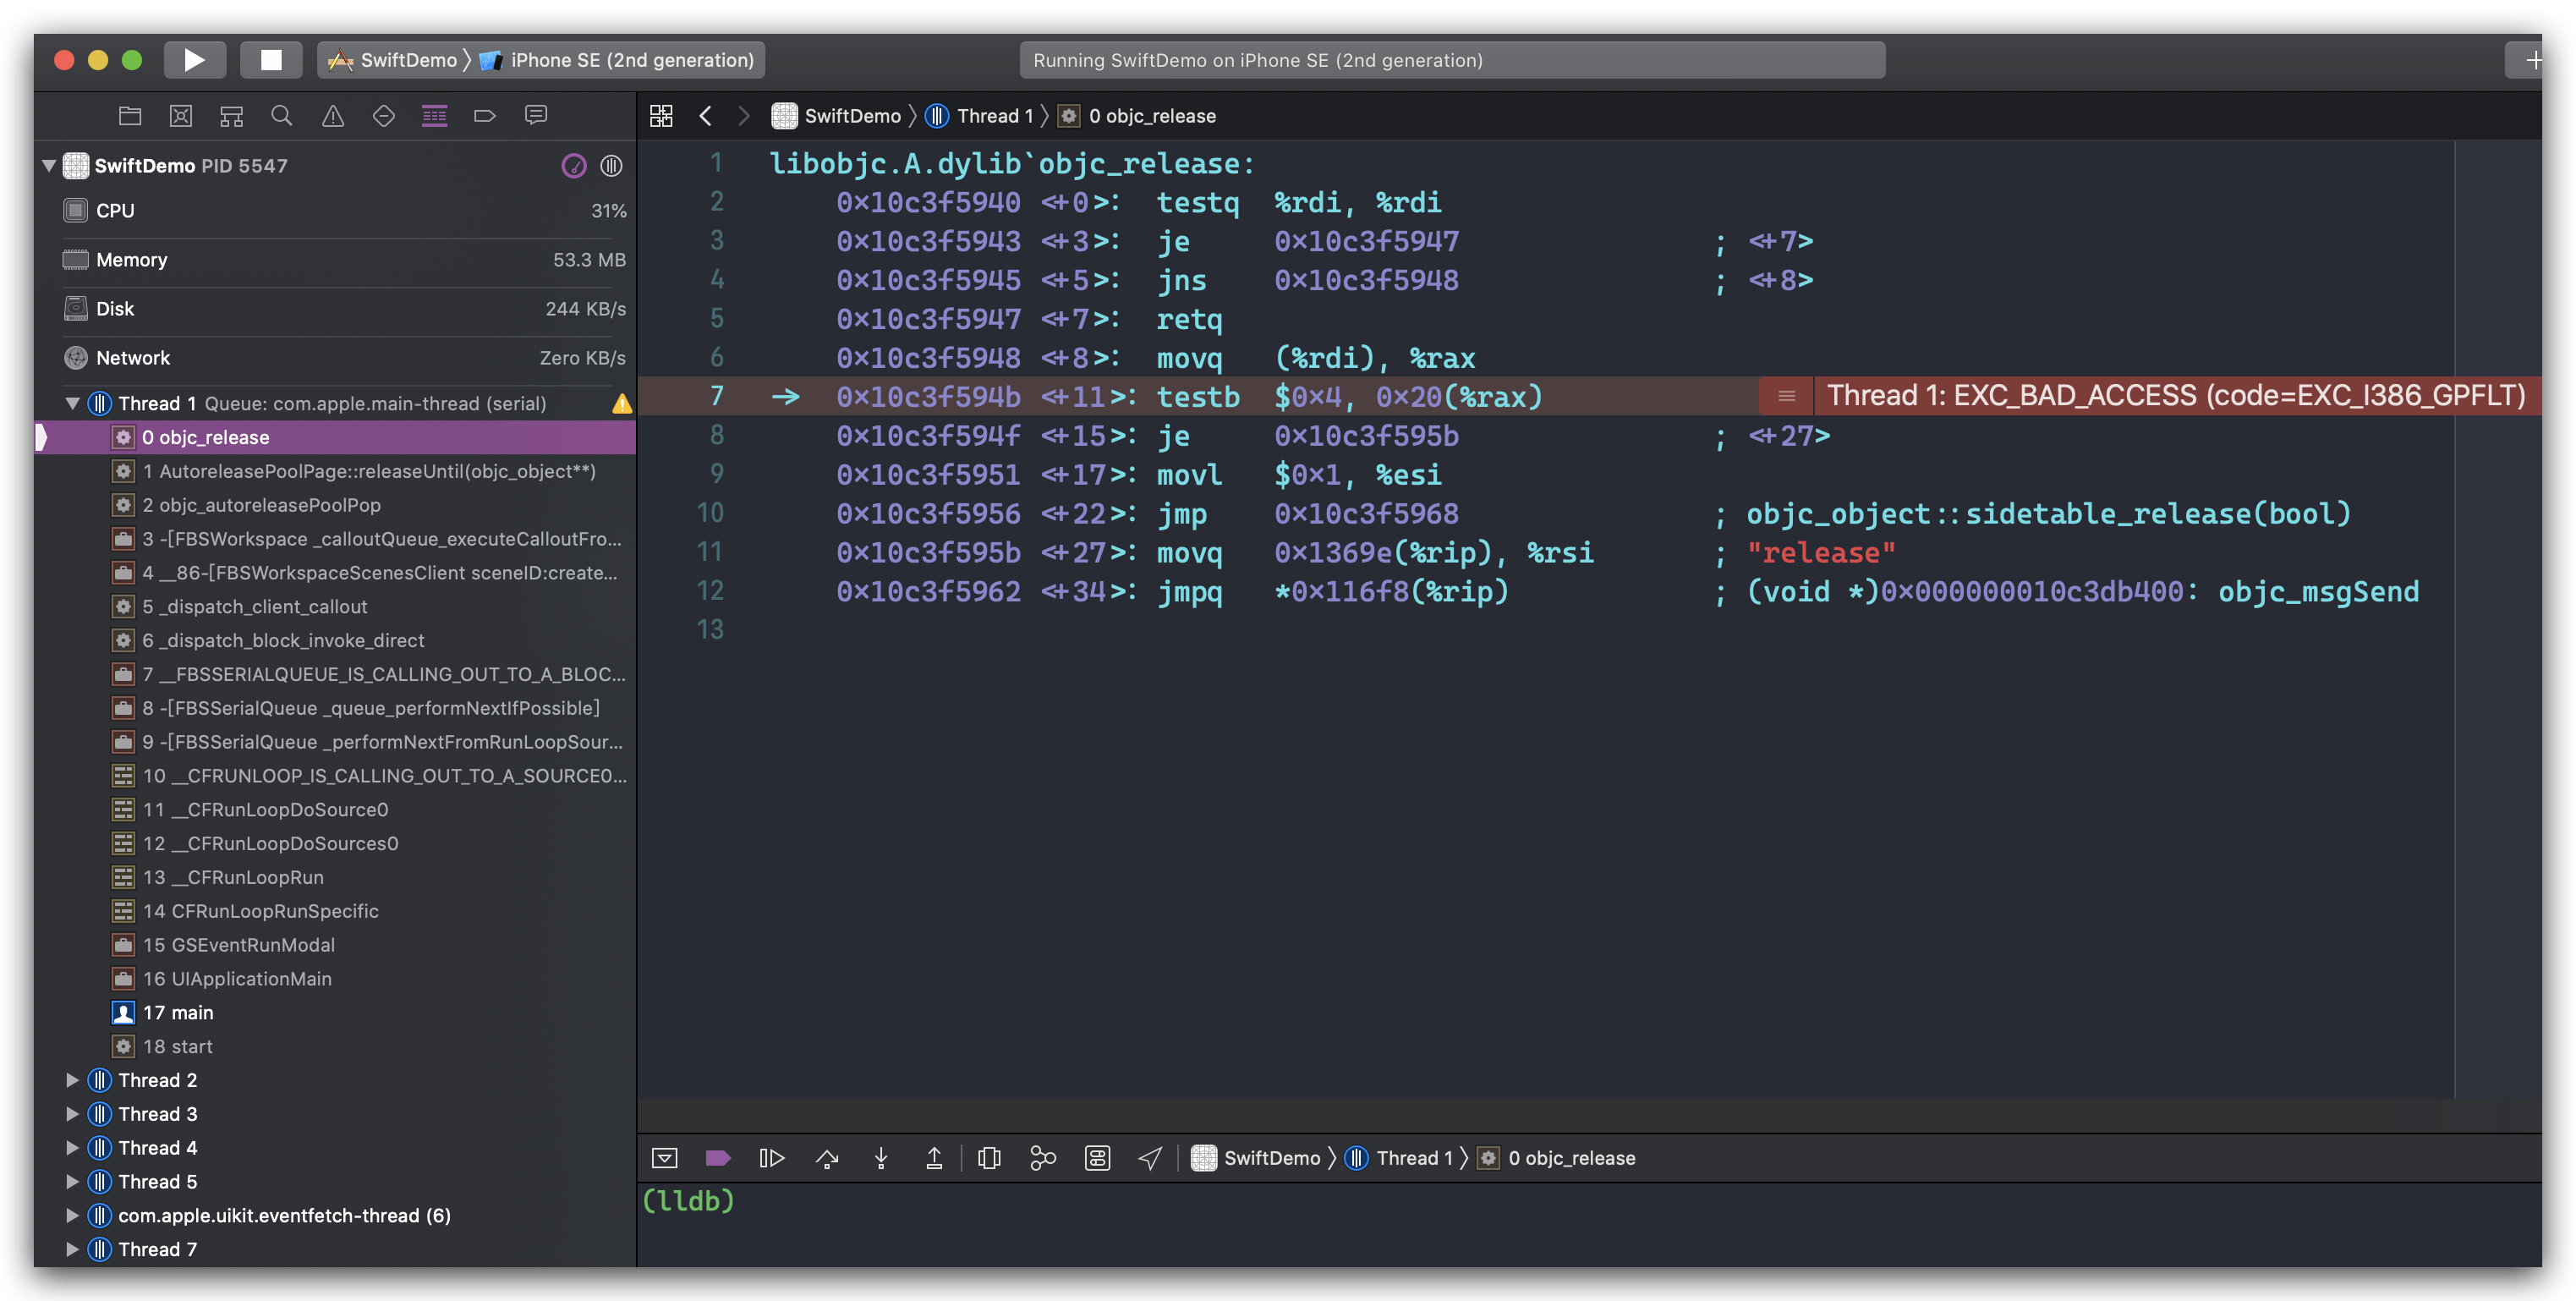 SwiftDemo 〉 iPhone SE (2nd generation)
Running SwiftDemo on iPhone SE (2nd generation)
SwiftDemo 〉 Thread 1 〉 0 objc_release
SwiftDemo PID 5547
CPU 31%
Memory 53.3 MB
Disk 244 KB/s
Network Zero KB/s
Thread 1 Queue: com.apple.main-thread (serial)
0 objc_release
1 AutoreleasePoolPage::releaseUntil(objc_object**)
2 objc_autoreleasePoolPop
3 -[FBSWorkspace _calloutQueue_executeCalloutFro...
4 __86-[FBSWorkspaceScenesClient sceneID:create...
5 _dispatch_client_callout
6 _dispatch_block_invoke_direct
7 __FBSSERIALQUEUE_IS_CALLING_OUT_TO_A_BLOC...
8 -[FBSSerialQueue _queue_performNextIfPossible]
9 -[FBSSerialQueue _performNextFromRunLoopSour...
10 __CFRUNLOOP_IS_CALLING_OUT_TO_A_SOURCE0...
11 __CFRunLoopDoSource0
12 __CFRunLoopDoSources0
13 __CFRunLoopRun
14 CFRunLoopRunSpecific
15 GSEventRunModal
16 UIApplicationMain
17 main
18 start
Thread 2
Thread 3
Thread 4
Thread 5
com.apple.uikit.eventfetch-thread (6)
Thread 7
1 libobjc.A.dylib`objc_release:
2 0x10c3f5940 <+0>: testq %rdi, %rdi
3 0x10c3f5943 <+3>: je 0x10c3f5947 ; <+7>
4 0x10c3f5945 <+5>: jns 0x10c3f5948 ; <+8>
5 0x10c3f5947 <+7>: retq
6 0x10c3f5948 <+8>: movq (%rdi), %rax
7 -> 0x10c3f594b <+11>: testb $0x4, 0x20(%rax) Thread 1: EXC_BAD_ACCESS (code=EXC_I386_GPFLT)
8 0x10c3f594f <+15>: je 0x10c3f595b ; <+27>
9 0x10c3f5951 <+17>: movl $0x1, %esi
10 0x10c3f5956 <+22>: jmp 0x10c3f5968 ; objc_object::sidetable_release(bool)
11 0x10c3f595b <+27>: movq 0x1369e(%rip), %rsi ; "release"
12 0x10c3f5962 <+34>: jmpq *0x116f8(%rip) ; (void *)0x000000010c3db400: objc_msgSend
13
SwiftDemo 〉 Thread 1 〉 0 objc_release
(lldb)